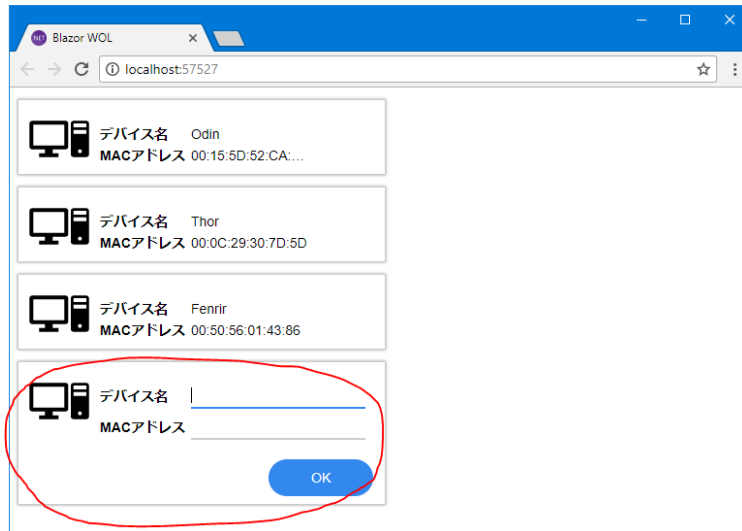 NET Blazor WOL
localhost:57527
デバイス名 Odin
MACアドレス 00:15:5D:52:CA:...
デバイス名 Thor
MACアドレス 00:0C:29:30:7D:5D
デバイス名 Fenrir
MACアドレス 00:50:56:01:43:86
デバイス名
MACアドレス
OK